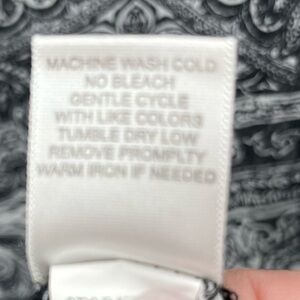 MACHINE WASH COLD
NO BLEACH
GENTLE CYCLE
WITH LIKE COLORS
TUMBLE DRY LOW
REMOVE PROMPLTY
WARM IRON IF NEEDED